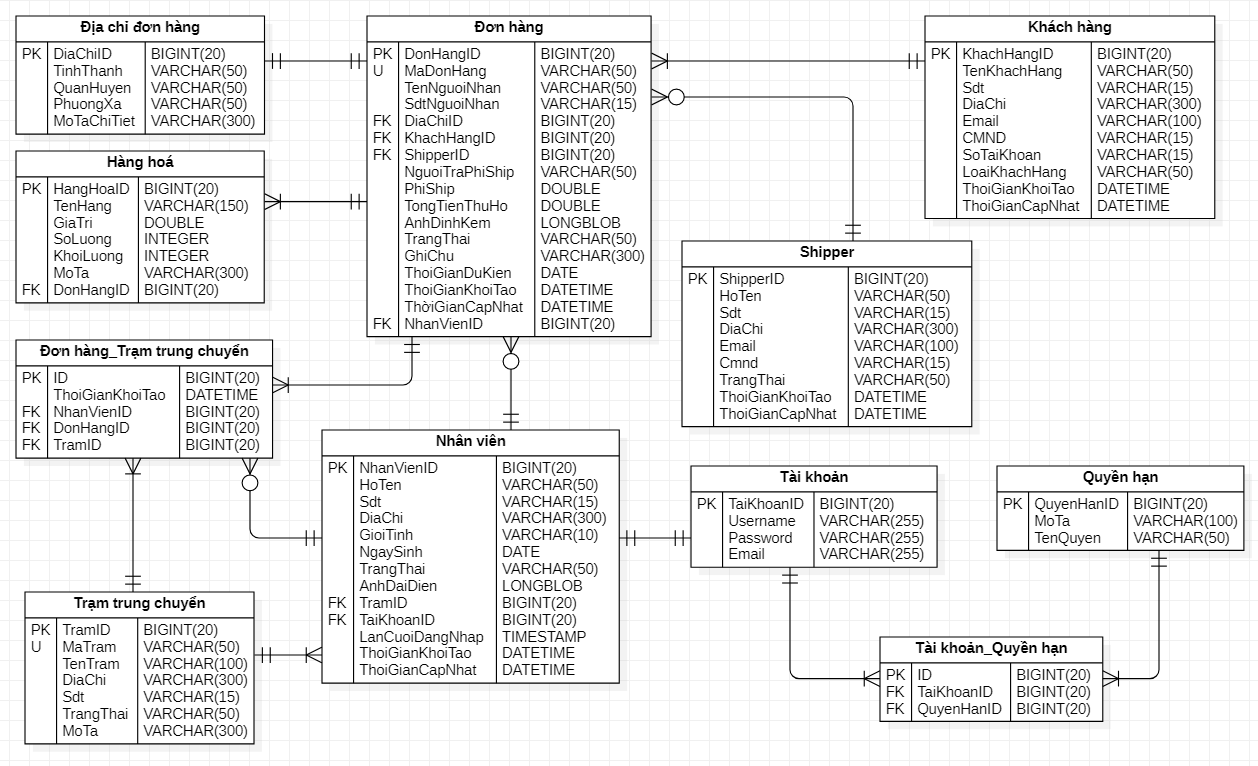 Địa chỉ đơn hàng
PK DiaChiID BIGINT(20)
TinhThanh VARCHAR(50)
QuanHuyen VARCHAR(50)
PhuongXa VARCHAR(50)
MoTaChiTiet VARCHAR(300)
Đơn hàng
PK DonHangID BIGINT(20)
U MaDonHang VARCHAR(50)
TenNguoiNhan VARCHAR(50)
SdtNguoiNhan VARCHAR(15)
FK DiaChiID BIGINT(20)
FK KhachHangID BIGINT(20)
FK ShipperID BIGINT(20)
NguoiTraPhiShip VARCHAR(50)
PhiShip DOUBLE
TongTienThuHo DOUBLE
AnhDinhKem LONGBLOB
TrangThai VARCHAR(50)
GhiChu VARCHAR(300)
ThoiGianDuKien DATE
ThoiGianKhoiTao DATETIME
ThờiGianCapNhat DATETIME
FK NhanVienID BIGINT(20)
Khách hàng
PK KhachHangID BIGINT(20)
TenKhachHang VARCHAR(50)
Sdt VARCHAR(15)
DiaChi VARCHAR(300)
Email VARCHAR(100)
CMND VARCHAR(15)
SoTaiKhoan VARCHAR(15)
LoaiKhachHang VARCHAR(50)
ThoiGianKhoiTao DATETIME
ThoiGianCapNhat DATETIME
Hàng hoá
PK HangHoaID BIGINT(20)
TenHang VARCHAR(150)
GiaTri DOUBLE
SoLuong INTEGER
KhoiLuong INTEGER
MoTa VARCHAR(300)
FK DonHangID BIGINT(20)
Shipper
PK ShipperID BIGINT(20)
HoTen VARCHAR(50)
Sdt VARCHAR(15)
DiaChi VARCHAR(300)
Email VARCHAR(100)
Cmnd VARCHAR(15)
TrangThai VARCHAR(50)
ThoiGianKhoiTao DATETIME
ThoiGianCapNhat DATETIME
Đơn hàng_Trạm trung chuyển
PK ID BIGINT(20)
ThoiGianKhoiTao DATETIME
FK NhanVienID BIGINT(20)
FK DonHangID BIGINT(20)
FK TramID BIGINT(20)
Nhân viên
PK NhanVienID BIGINT(20)
HoTen VARCHAR(50)
Sdt VARCHAR(15)
DiaChi VARCHAR(300)
GioiTinh VARCHAR(10)
NgaySinh DATE
TrangThai VARCHAR(50)
AnhDaiDien LONGBLOB
FK TramID BIGINT(20)
FK TaiKhoanID BIGINT(20)
LanCuoiDangNhap TIMESTAMP
ThoiGianKhoiTao DATETIME
ThoiGianCapNhat DATETIME
Tài khoản
PK TaiKhoanID BIGINT(20)
Username VARCHAR(255)
Password VARCHAR(255)
Email VARCHAR(255)
Quyền hạn
PK QuyenHanID BIGINT(20)
MoTa VARCHAR(100)
TenQuyen VARCHAR(50)
Trạm trung chuyển
PK TramID BIGINT(20)
U MaTram VARCHAR(50)
TenTram VARCHAR(100)
DiaChi VARCHAR(300)
Sdt VARCHAR(15)
TrangThai VARCHAR(50)
MoTa VARCHAR(300)
Tài khoản_Quyền hạn
PK ID BIGINT(20)
FK TaiKhoanID BIGINT(20)
FK QuyenHanID BIGINT(20)